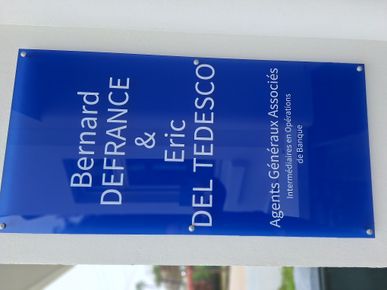 Bernard
DEFRANCE
&
Eric
DEL TEDESCO
Agents Généraux Associés
Intermédiaires en Opérations
de Banque